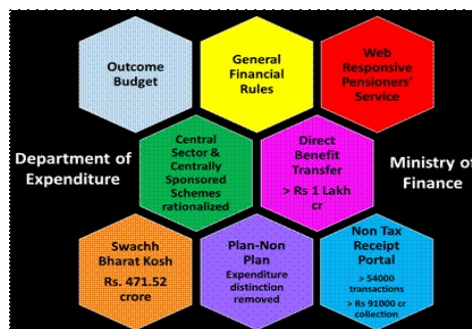 Outcome
Budget
General
Financial
Rules
Web
Responsive
Pensioners'
Service
Department of
Expenditure
Central
Sector &
Centrally
Sponsored
Schemes
rationalized
Direct
Benefit
Transfer
> Rs 1 Lakh
cr
Ministry of
Finance
Swachh
Bharat Kosh
Rs. 471.52
crore
Plan-Non
Plan
Expenditure
distinction
removed
Non Tax
Receipt
Portal
> 54000
transactions
> Rs 91000 cr
collection